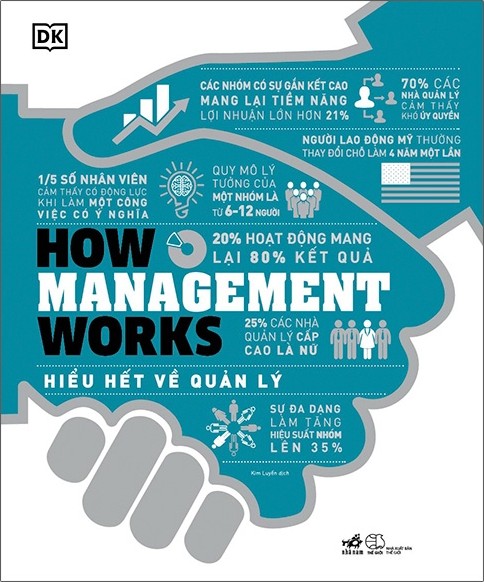 DK
CÁC NHÓM CÓ SỰ GẮN KẾT CAO
MANG LẠI TIỀM NĂNG
LỢI NHUẬN LỚN HƠN 21%
70% CÁC
NHÀ QUẢN LÝ
CẢM THẤY
KHÓ ỦY QUYỀN
NGƯỜI LAO ĐỘNG MỸ THƯỜNG
THAY ĐỔI CHỖ LÀM 4 NĂM MỘT LẦN
1/5 SỐ NHÂN VIÊN
CẢM THẤY CÓ ĐỘNG LỰC
KHI LÀM MỘT CÔNG
VIỆC CÓ Ý NGHĨA
QUY MÔ LÝ
TƯỞNG CỦA
MỘT NHÓM LÀ
TỪ 6-12 NGƯỜI
20% HOẠT ĐỘNG MANG
LẠI 80% KẾT QUẢ
HOW
MANAGEMENT
WORKS
25% CÁC NHÀ
QUẢN LÝ CẤP
CAO LÀ NỮ
HIỂU HẾT VỀ QUẢN LÝ
SỰ ĐA DẠNG
LÀM TĂNG
HIỆU SUẤT NHÓM
LÊN 35%
Kim Luyến dịch
nhã nam
THẾ GIỚI
NHÀ XUẤT BẢN
THẾ GIỚI